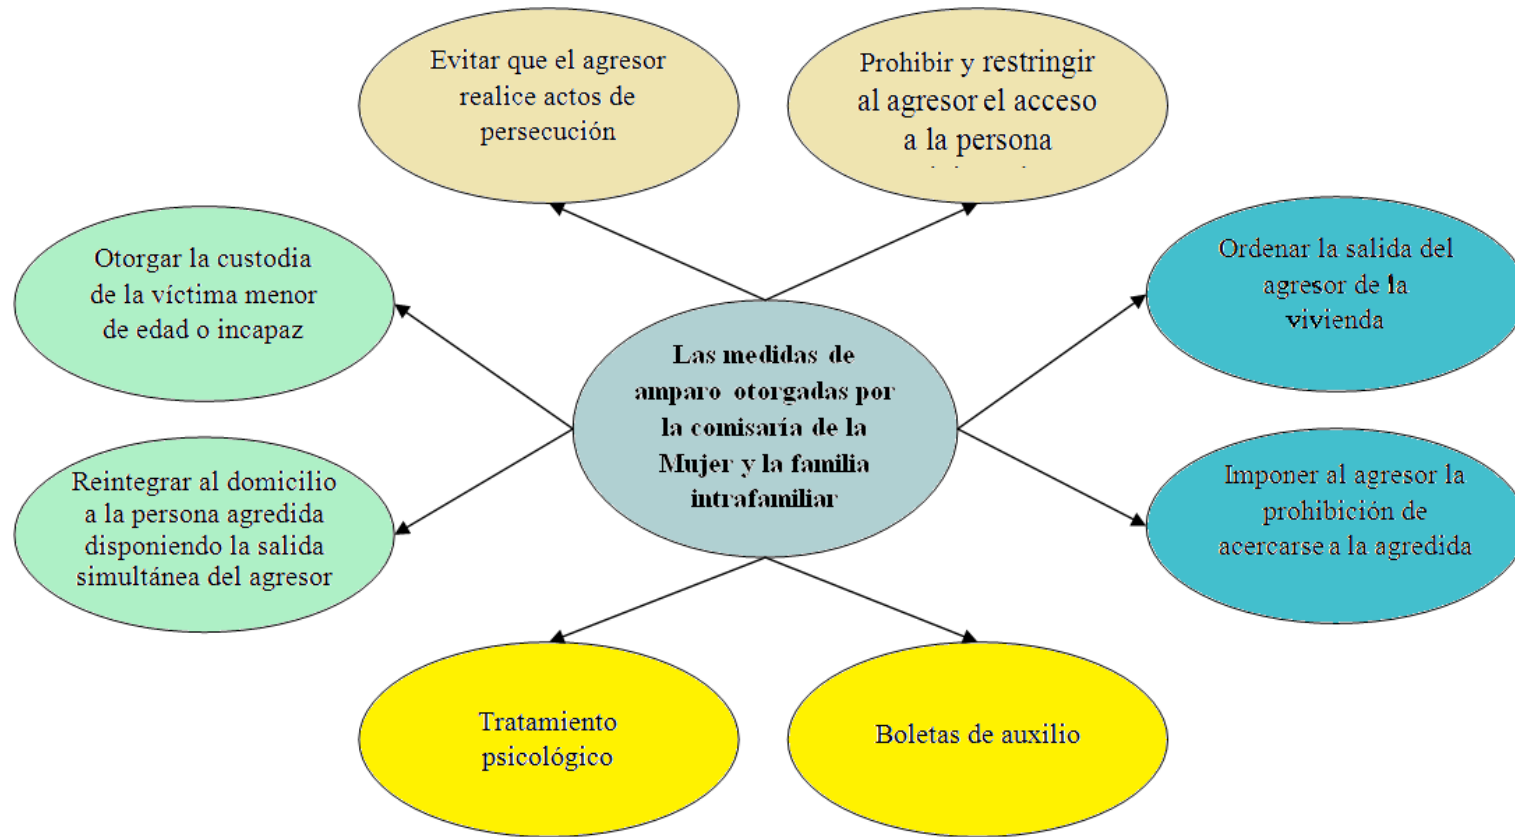 Evitar que el agresor
realice actos de
persecución
Prohibir y restringir
al agresor el acceso
a la persona
Otorgar la custodia
de la víctima menor
de edad o incapaz
Ordenar la salida del
agresor de la
vivienda
Las medidas de
amparo otorgadas por
la comisaría de la
Mujer y la familia
intrafamiliar
Reintegrar al domicilio
a la persona agredida
disponiendo la salida
simultánea del agresor
Imponer al agresor la
prohibición de
acercarse a la agredida
Tratamiento
psicológico
Boletas de auxilio